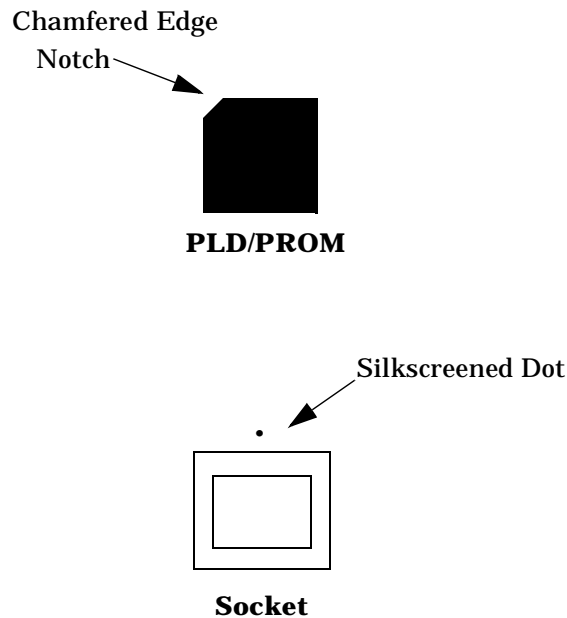 Chamfered Edge
Notch
PLD/PROM
Silkscreened Dot
Socket